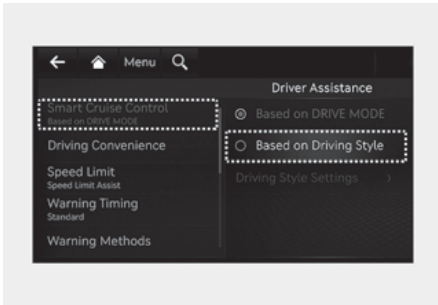 Menu
Driver Assistance
Smart Cruise Control
Based on DRIVE MODE
Driving Convenience
Speed Limit
Speed Limit Assist
Warning Timing
Standard
Warning Methods
Based on DRIVE MODE
Based on Driving Style
Driving Style Settings